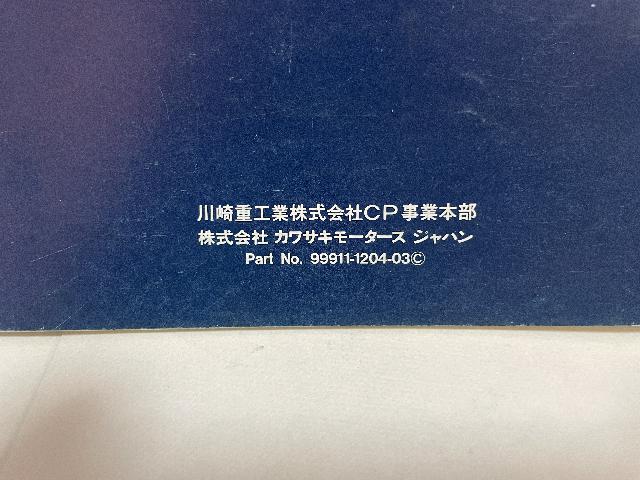 川崎重工業株式会社CP事業本部
株式会社 カワサキモータース ジャパン
Part No. 99911-1204-03©